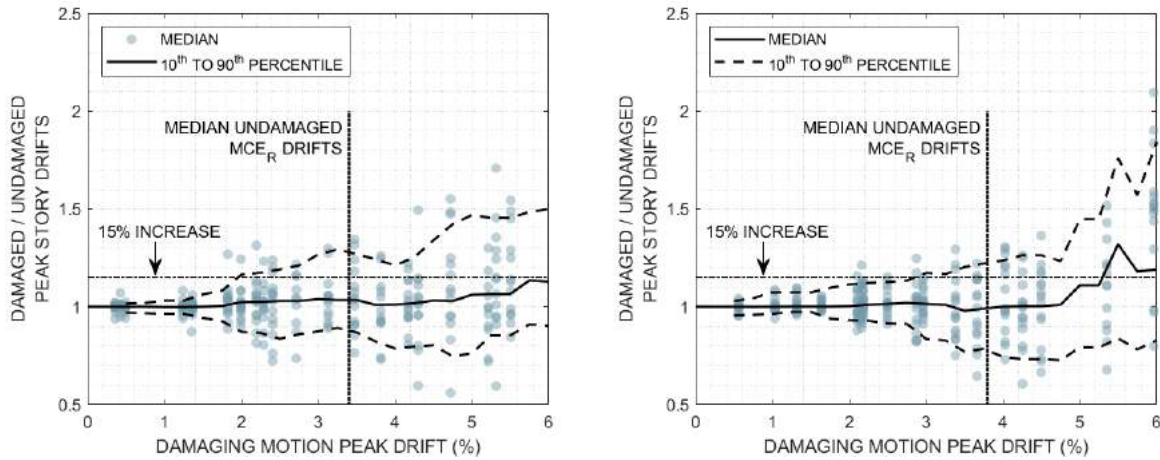 2.5
MEDIAN
10th TO 90th PERCENTILE
2
MEDIAN UNDAMAGED
MCER DRIFTS
1.5
15% INCREASE
1
0.5
0 1 2 3 4 5 6
DAMAGED / UNDAMAGED
PEAK STORY DRIFTS
DAMAGING MOTION PEAK DRIFT (%)
2.5
MEDIAN
10th TO 90th PERCENTILE
2
MEDIAN UNDAMAGED
MCER DRIFTS
1.5
15% INCREASE
1
0.5
0 1 2 3 4 5 6
DAMAGED / UNDAMAGED
PEAK STORY DRIFTS
DAMAGING MOTION PEAK DRIFT (%)